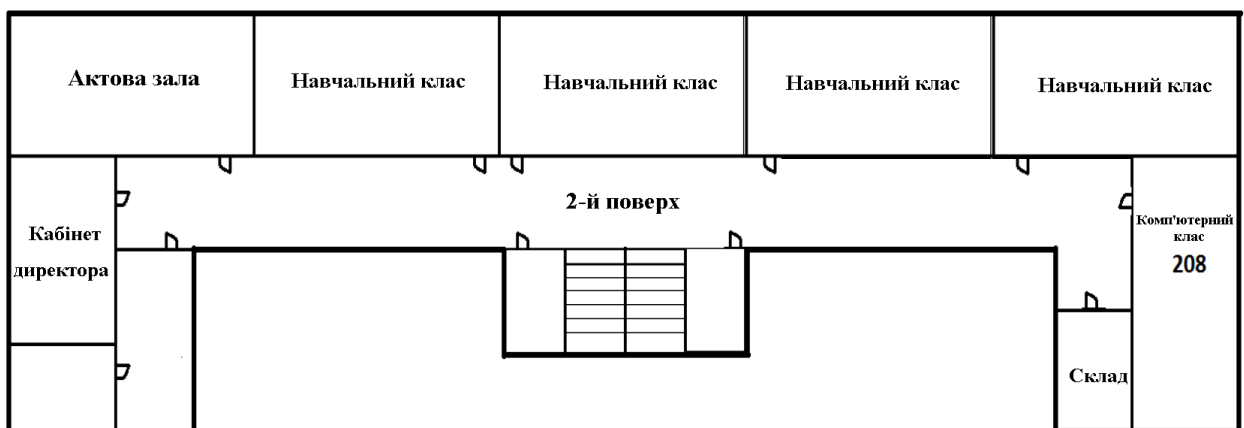 Актова зала
Навчальний клас
Навчальний клас
Навчальний клас
Навчальний клас
2-й поверх
Кабінет
директора
Комп'ютерний
клас
208
Склад